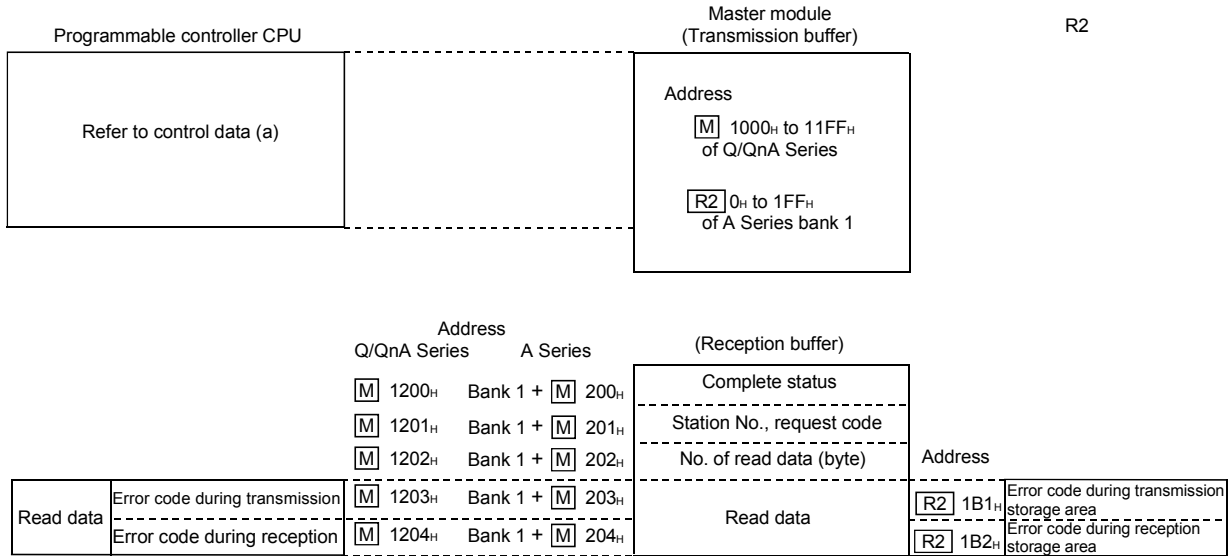 Programmable controller CPU
Master module
(Transmission buffer)
R2
Refer to control data (a)
Address
M 1000H to 11FFH
of Q/QnA Series
R2 0H to 1FFH
of A Series bank 1
Address
Q/QnA Series A Series
(Reception buffer)
M 1200H Bank 1 + M 200H
Complete status
M 1201H Bank 1 + M 201H
Station No., request code
M 1202H Bank 1 + M 202H
No. of read data (byte)
Address
Read data
Error code during transmission
M 1203H Bank 1 + M 203H
Read data
R2 1B1H
Error code during transmission
storage area
Error code during reception
M 1204H Bank 1 + M 204H
R2 1B2H
Error code during reception
storage area